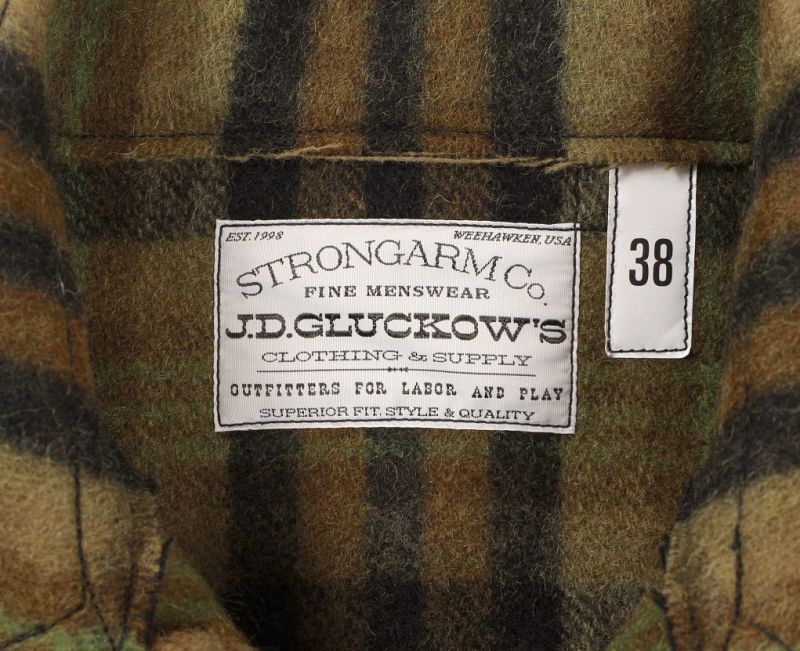 EST. 1998 WEEHAWKEN, USA
STRONGARM Co.
FINE MENSWEAR
J.D.GLUCKOW'S
CLOTHING & SUPPLY
OUTFITTERS FOR LABOR AND PLAY
SUPERIOR FIT, STYLE & QUALITY
38